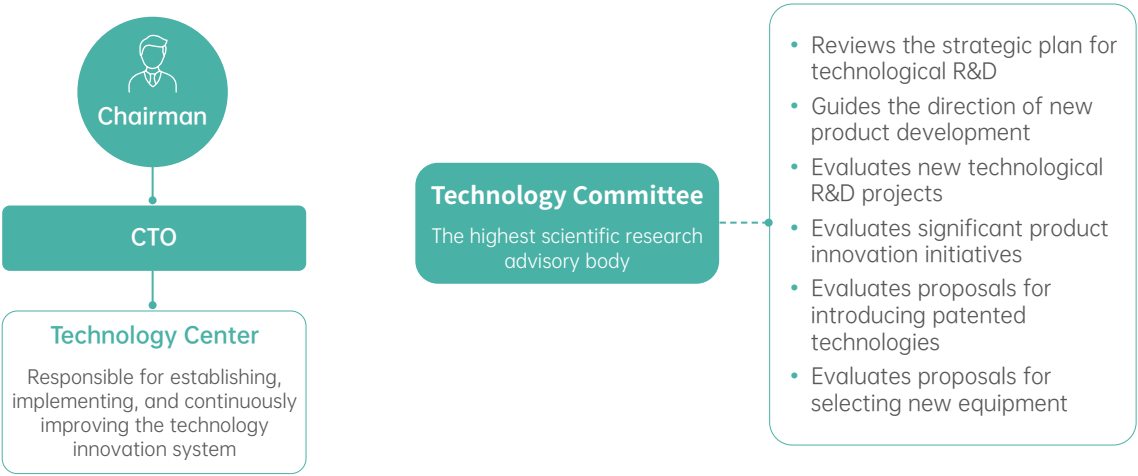 Chairman
CTO
Technology Center
Responsible for establishing,
implementing, and continuously
improving the technology
innovation system
Technology Committee
The highest scientific research
advisory body
• Reviews the strategic plan for
technological R&D
• Guides the direction of new
product development
• Evaluates new technological
R&D projects
• Evaluates significant product
innovation initiatives
• Evaluates proposals for
introducing patented
technologies
• Evaluates proposals for
selecting new equipment